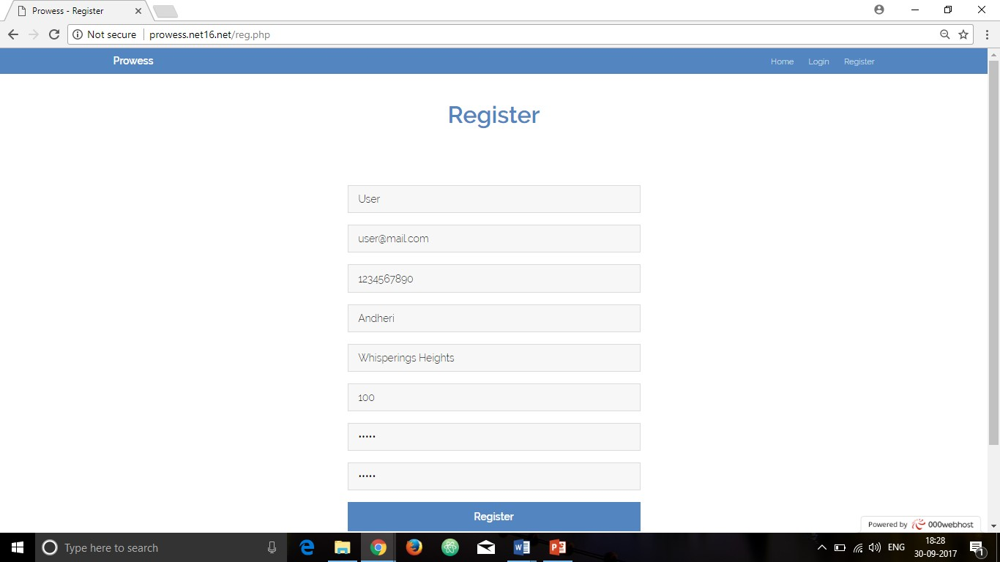 Prowess - Register
Not secure
prowess.net16.net/reg.php
Prowess
Home
Login
Register
Register
User
user@mail.com
1234567890
Andheri
Whisperings Heights
100
•••••
•••••
Register
Powered by 000webhost
Type here to search
ENG
18:28
30-09-2017
1